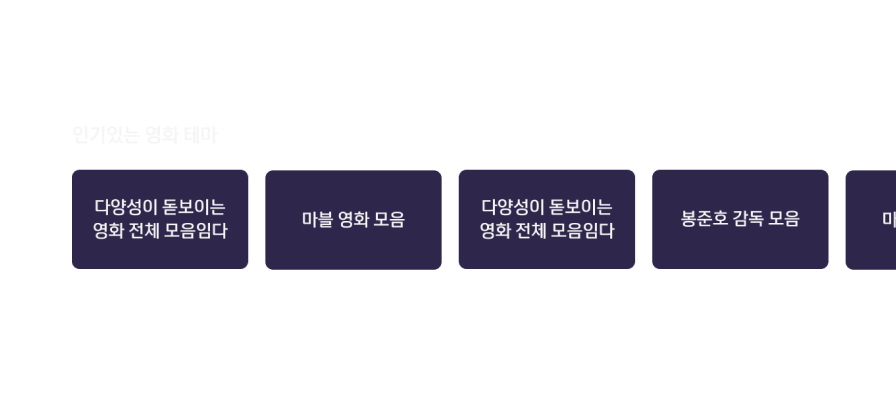 인기있는 영화 테마
다양성이 돋보이는
영화 전체 모음임다
마블 영화 모음
다양성이 돋보이는
영화 전체 모음임다
봉준호 감독 모음